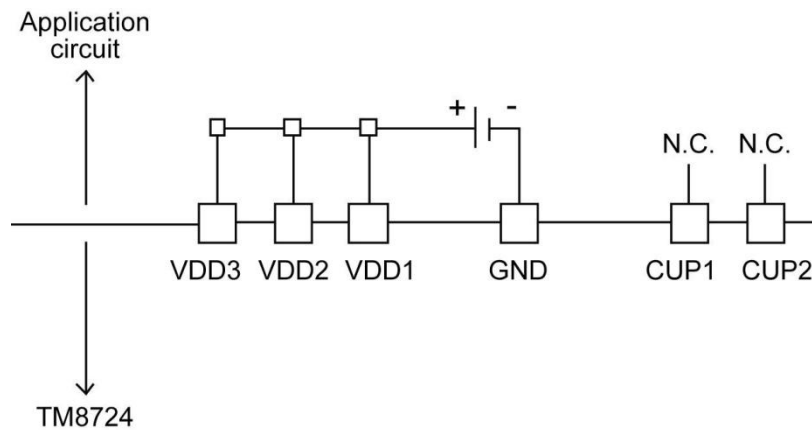 Application
circuit
+ -
N.C. N.C.
VDD3 VDD2 VDD1 GND CUP1 CUP2
TM8724